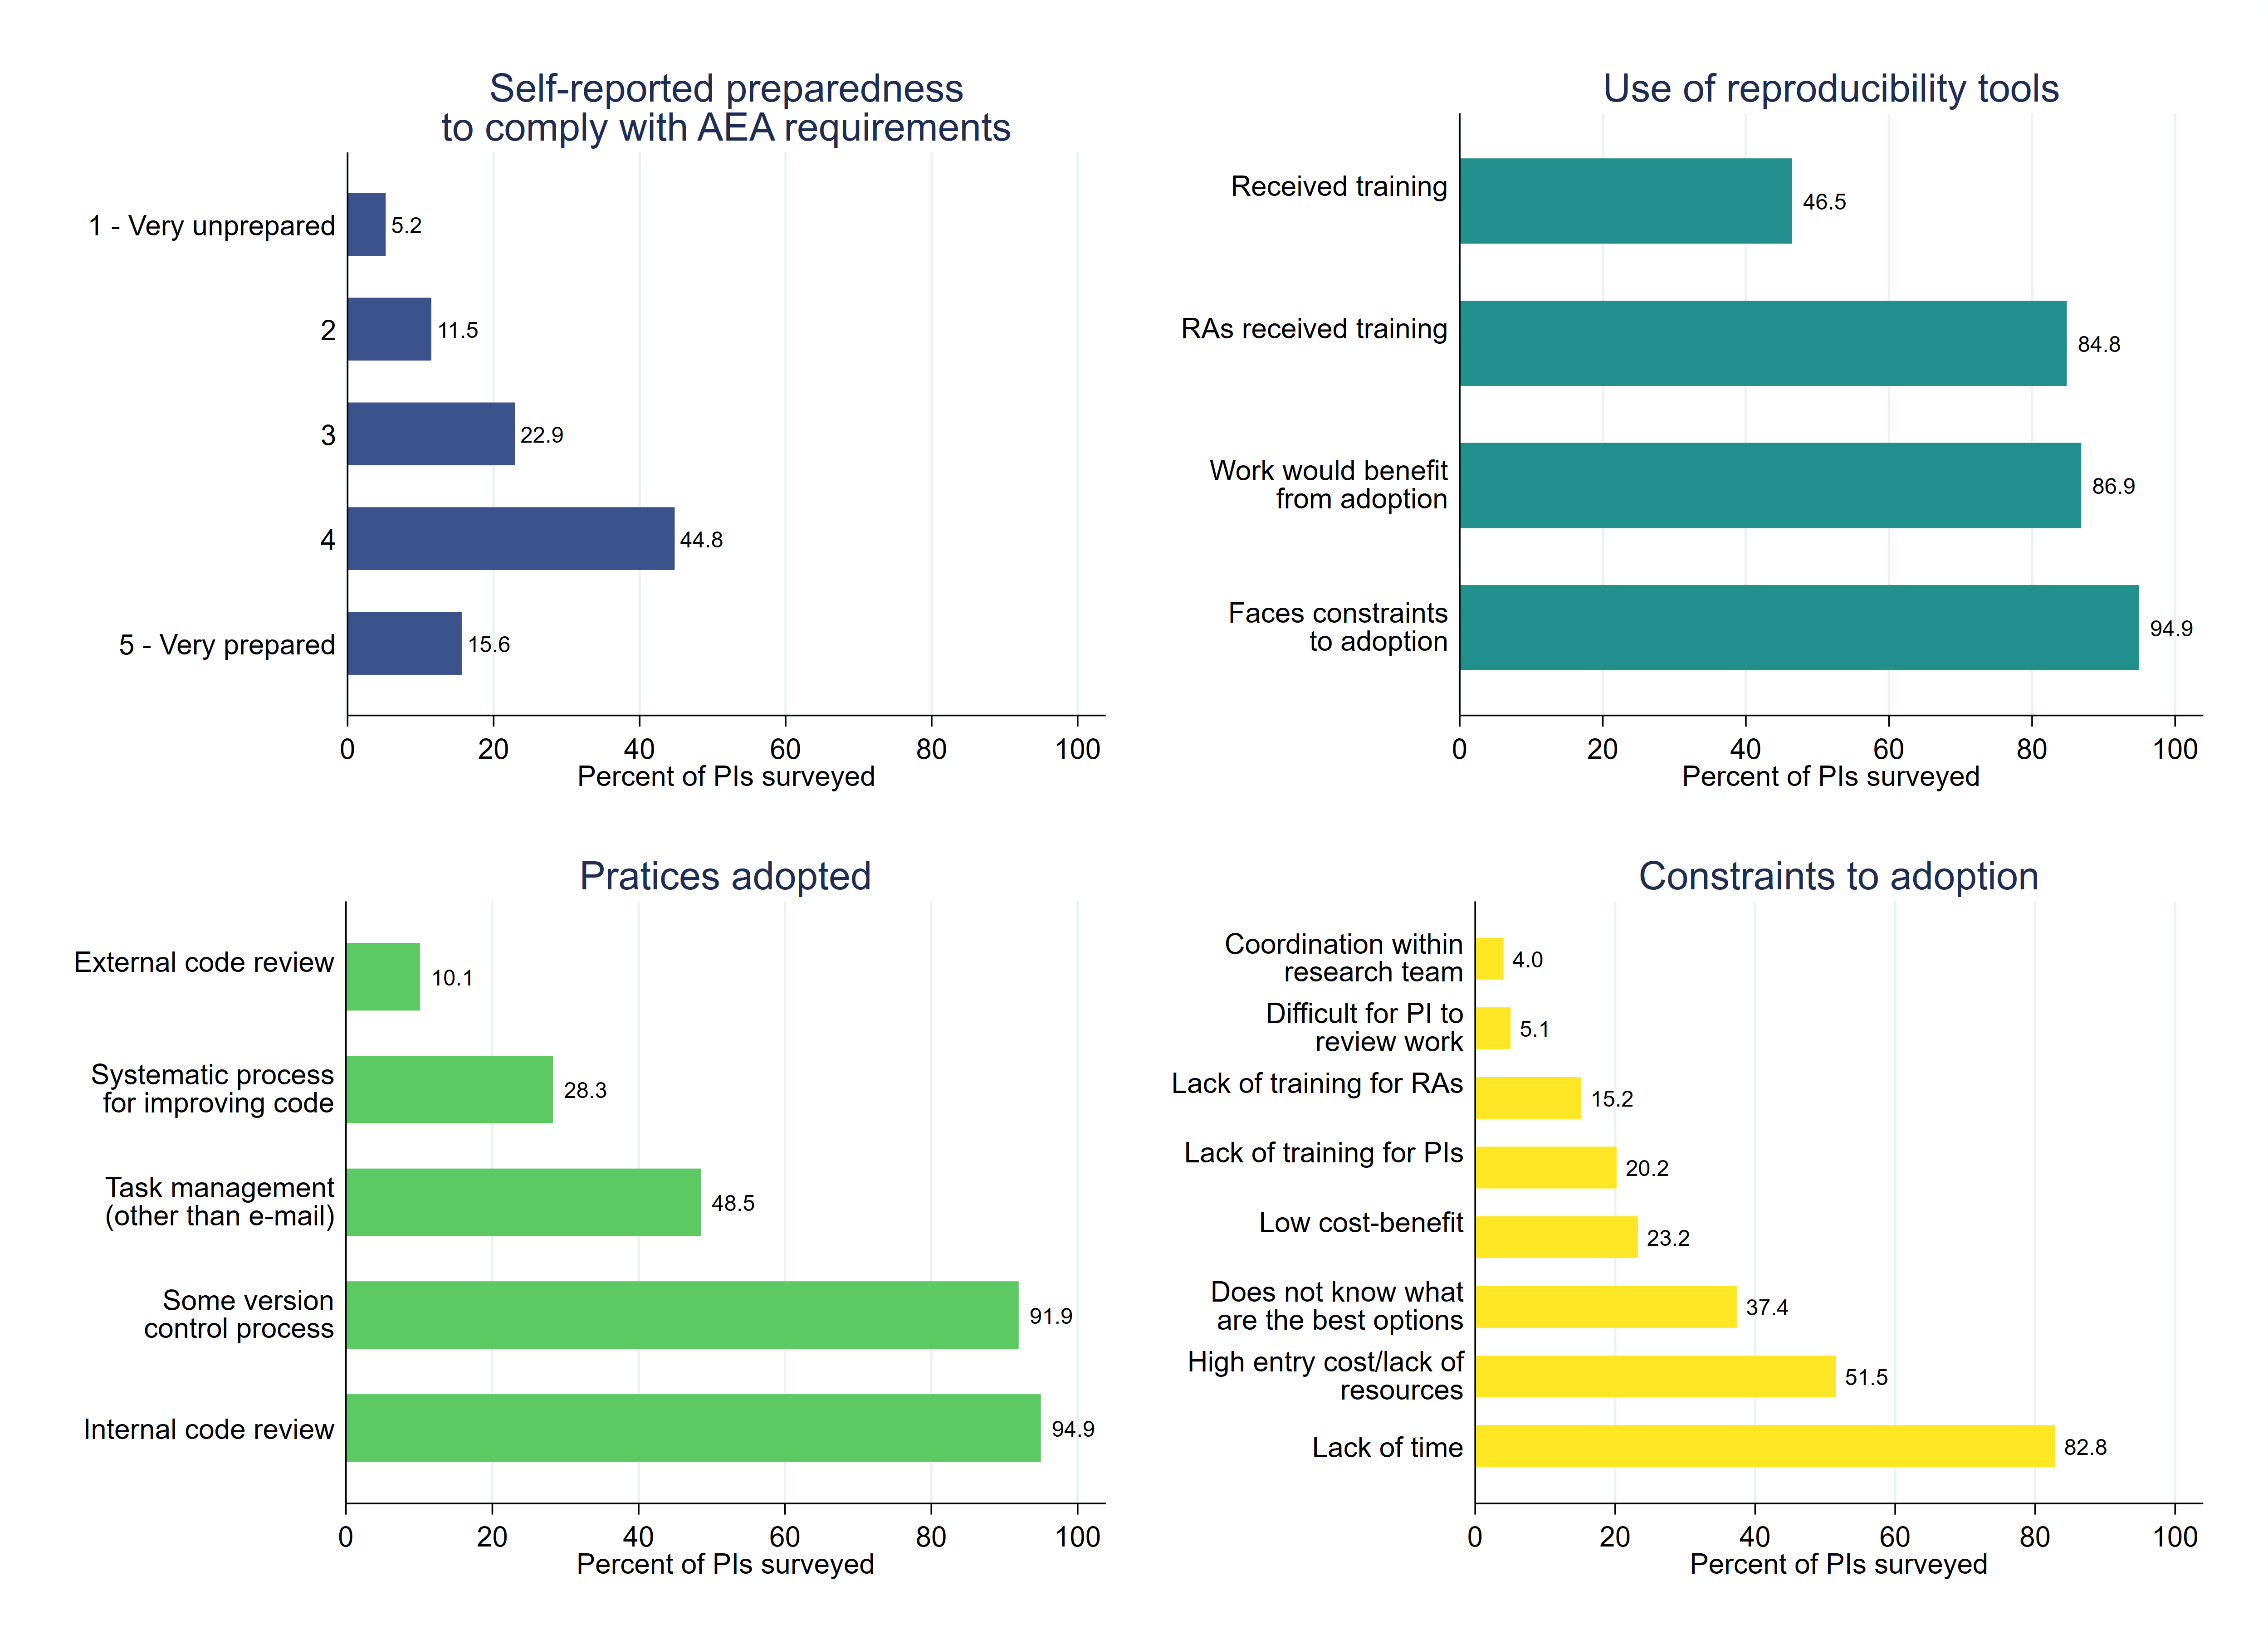 Self-reported preparedness
to comply with AEA requirements
1 - Very unprepared
5.2
2
11.5
3
22.9
4
44.8
5 - Very prepared
15.6
0 20 40 60 80 100
Percent of PIs surveyed
Use of reproducibility tools
Received training
46.5
RAs received training
84.8
Work would benefit
from adoption
86.9
Faces constraints
to adoption
94.9
0 20 40 60 80 100
Percent of PIs surveyed
Pratices adopted
External code review
10.1
Systematic process
for improving code
28.3
Task management
(other than e-mail)
48.5
Some version
control process
91.9
Internal code review
94.9
0 20 40 60 80 100
Percent of PIs surveyed
Constraints to adoption
Coordination within
research team
4.0
Difficult for PI to
review work
5.1
Lack of training for RAs
15.2
Lack of training for PIs
20.2
Low cost-benefit
23.2
Does not know what
are the best options
37.4
High entry cost/lack of
resources
51.5
Lack of time
82.8
0 20 40 60 80 100
Percent of PIs surveyed